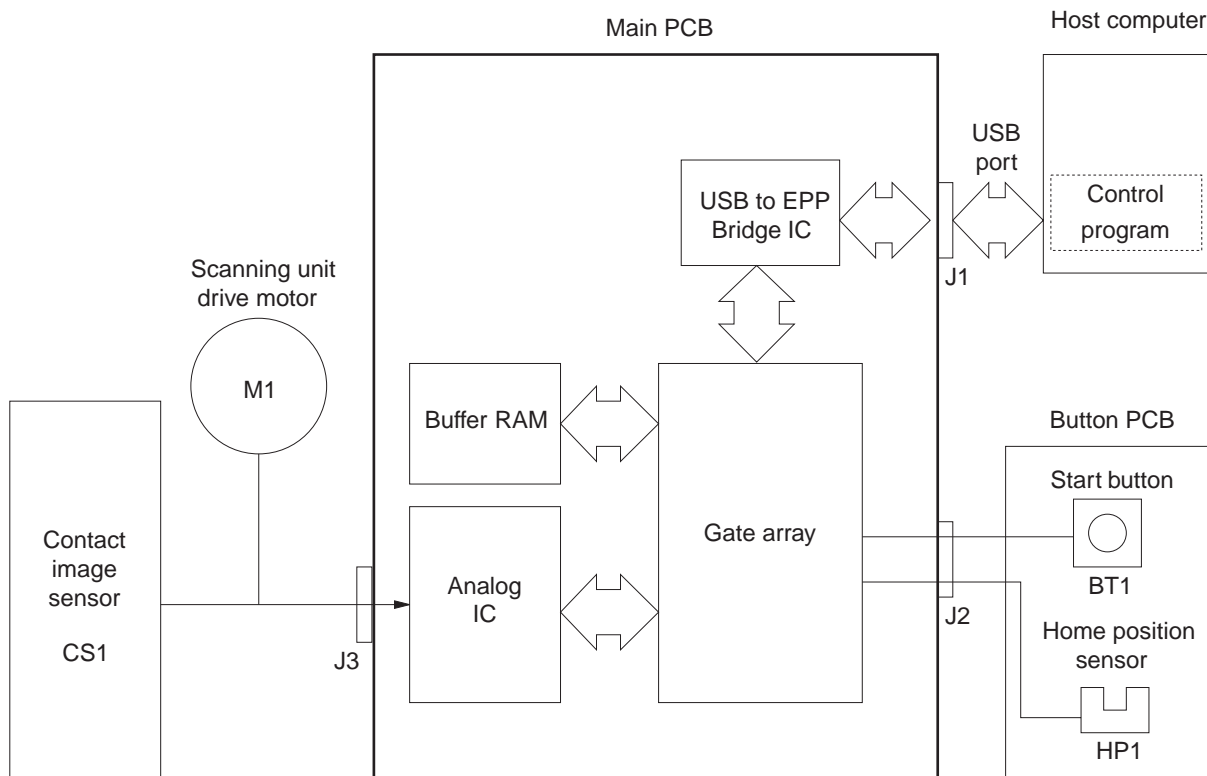 Main PCB
Host computer
USB
port
USB to EPP
Bridge IC
Control
program
J1
Scanning unit
drive motor
M1
Buffer RAM
Button PCB
Start button
Contact
image
sensor
CS1
Gate array
Analog
IC
BT1
J2
J3
Home position
sensor
HP1